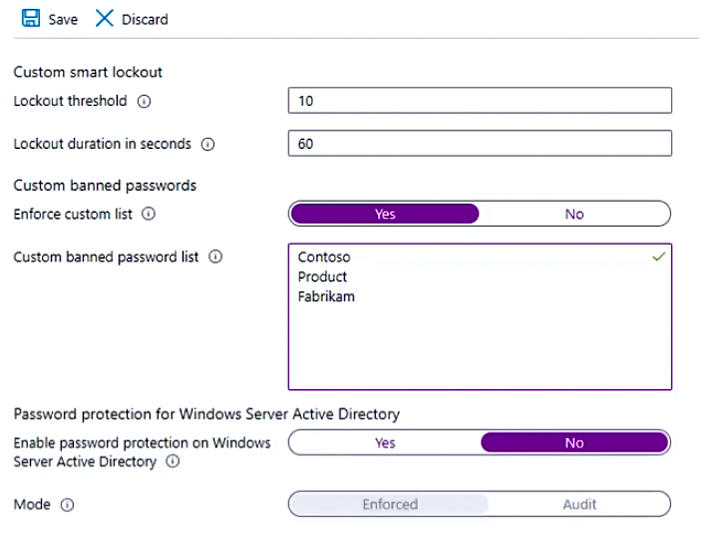 Save Discard
Custom smart lockout
Lockout threshold 10
Lockout duration in seconds 60
Custom banned passwords
Enforce custom list Yes No
Custom banned password list Contoso
Product
Fabrikam
Password protection for Windows Server Active Directory
Enable password protection on Windows Yes No
Server Active Directory
Mode Enforced Audit